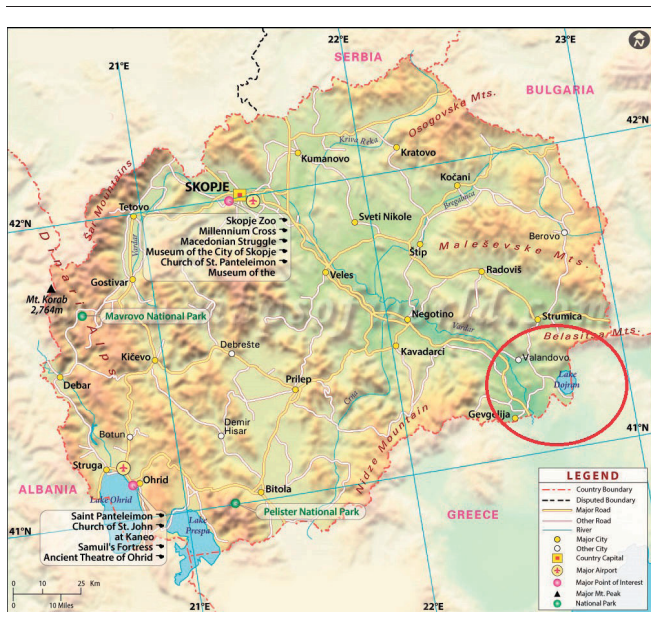 22°E
23°E
N
SERBIA
21°E
BULGARIA
Osogovske Mts.
42°N
Kriva Reka
Kratovo
Kumanovo
Kočani
SKOPJE
Šar Mountains
Bregalnica
Tetovo
Skopje Zoo
Millennium Cross
Macedonian Struggle
Museum of the City of Skopje
Church of St. Panteleimon
Museum of the
Sveti Nikole
42°N
Štip
Berovo
Maleševske Mts.
Vardar
Dinaric Alps
Gostivar
Veles
Radoviš
Mt. Korab
2,764m
Mavrovo National Park
Negotino
Vardar
Strumica
Belasitsa Mts.
Kičevo
Debrešte
Kavadarci
Valandovo
Lake
Dojran
Debar
Prilep
Crna
Nidze Mountain
Gevgelija
Botun
Demir
Hisar
41°N
Struga
Ohrid
Bitola
ALBANIA
Lake Ohrid
Pelister National Park
GREECE
Saint Panteleimon
Church of St. John
at Kaneo
Samuil's Fortress
Ancient Theatre of Ohrid
Lake
Prespa
41°N
0 10 25 Km
0 10 Miles
21°E
22°E
LEGEND
Country Boundary
Disputed Boundary
Major Road
Other Road
River
Major City
Other City
Country Capital
Major Airport
Major Point of Interest
Major Mt. Peak
National Park